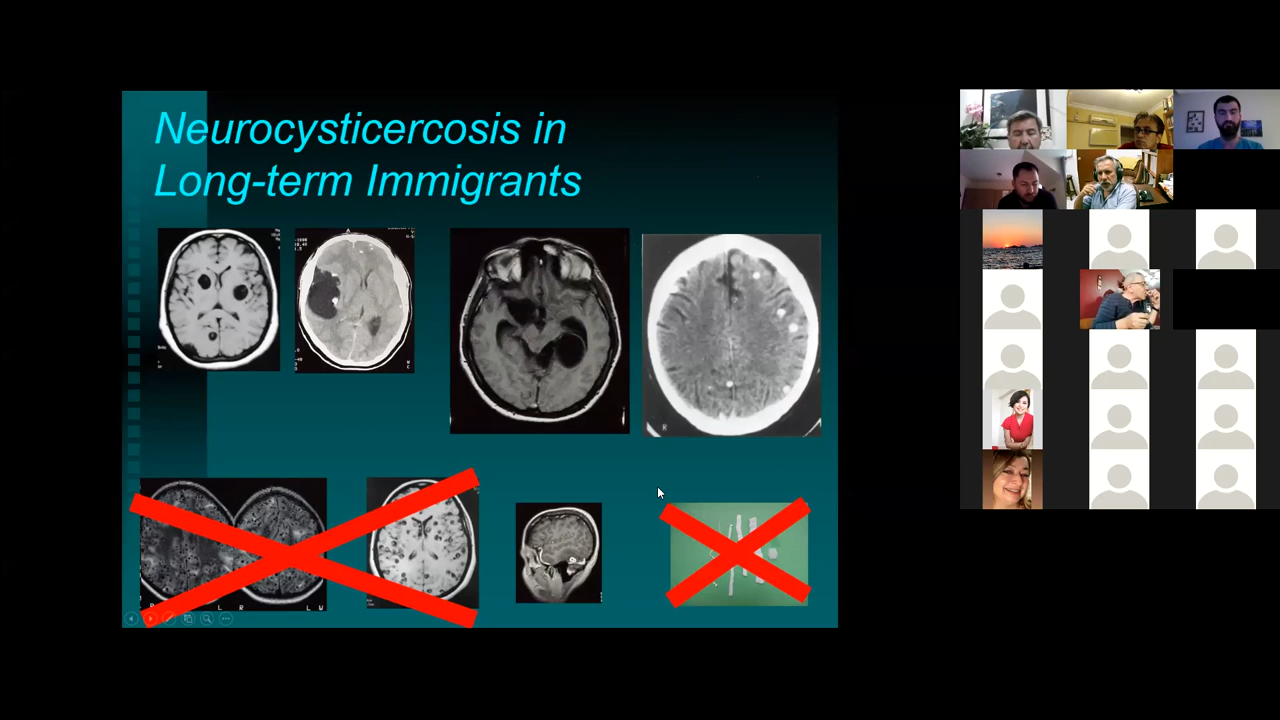 Neurocysticercosis in
Long-term Immigrants
L R
L W
R